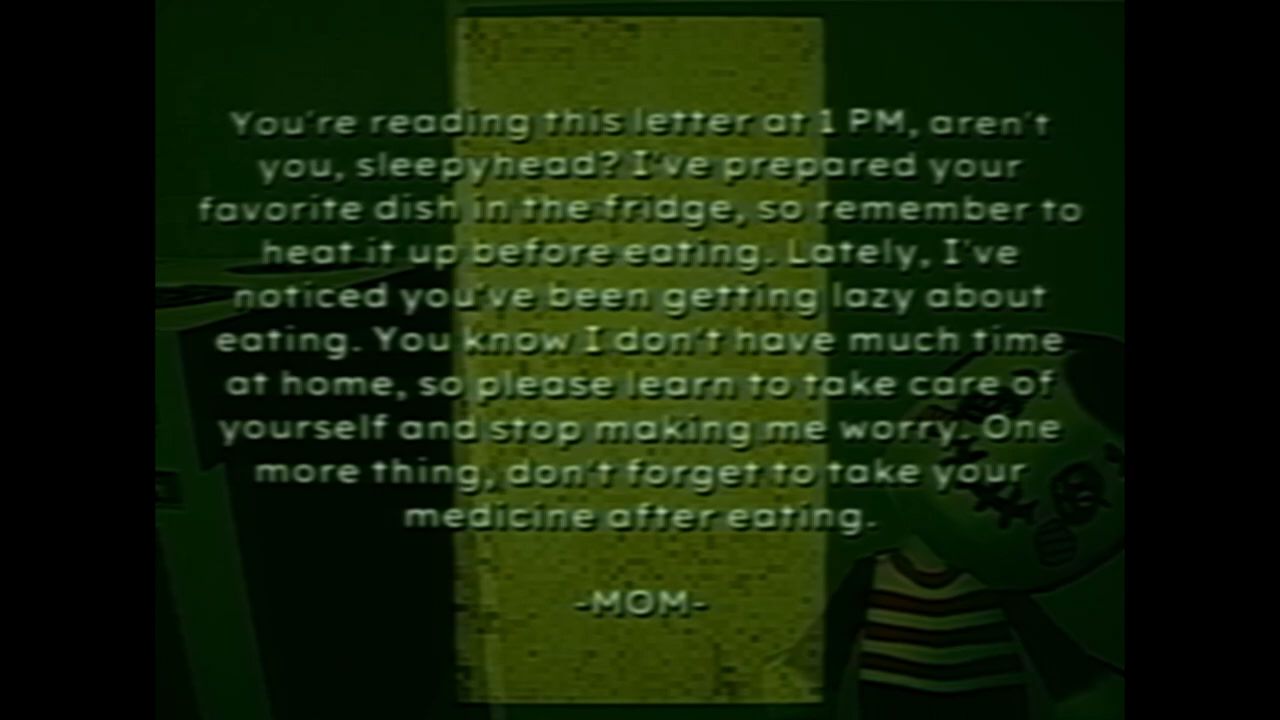 You're reading this letter at 1 PM, aren't
you, sleepyhead? I've prepared your
favorite dish in the fridge, so remember to
heat it up before eating. Lately, I've
noticed you've been getting lazy about
eating. You know I don't have much time
at home, so please learn to take care of
yourself and stop making me worry. One
more thing, don't forget to take your
medicine after eating.
-MOM-